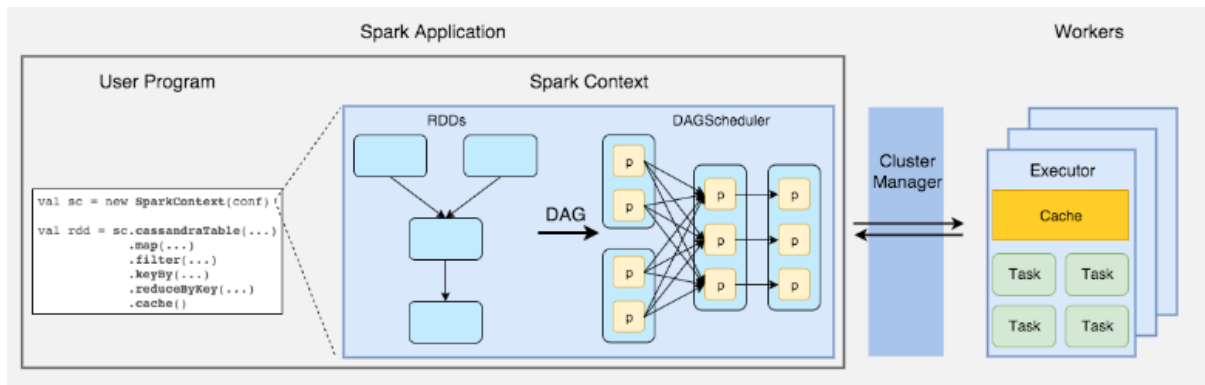 Spark Application
Workers
User Program
Spark Context
RDDs
DAGScheduler
val sc = new SparkContext(conf)
val rdd = sc.cassandraTable(...)
.map(...)
.filter(...)
.keyBy(...)
.reduceByKey(...)
.cache()
DAG
p
p
p
p
p
p
p
p
p
p
Cluster
Manager
Executor
Cache
Task
Task
Task
Task